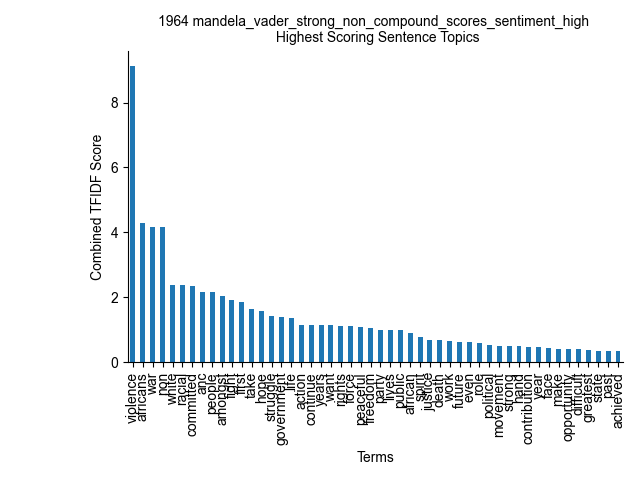 1964 mandela_vader_strong_non_compound_scores_sentiment_high
Highest Scoring Sentence Topics
Combined TFIDF Score
8
6
4
2
0
violence
africans
war
non
white
racial
committed
anc
people
amongst
fight
first
take
hope
struggle
government
life
action
continue
years
want
rights
force
peaceful
freedom
party
lives
public
african
spirit
justice
death
work
future
even
role
political
movement
strong
hand
contribution
year
face
make
opportunity
difficult
greatest
state
past
achieved
Terms